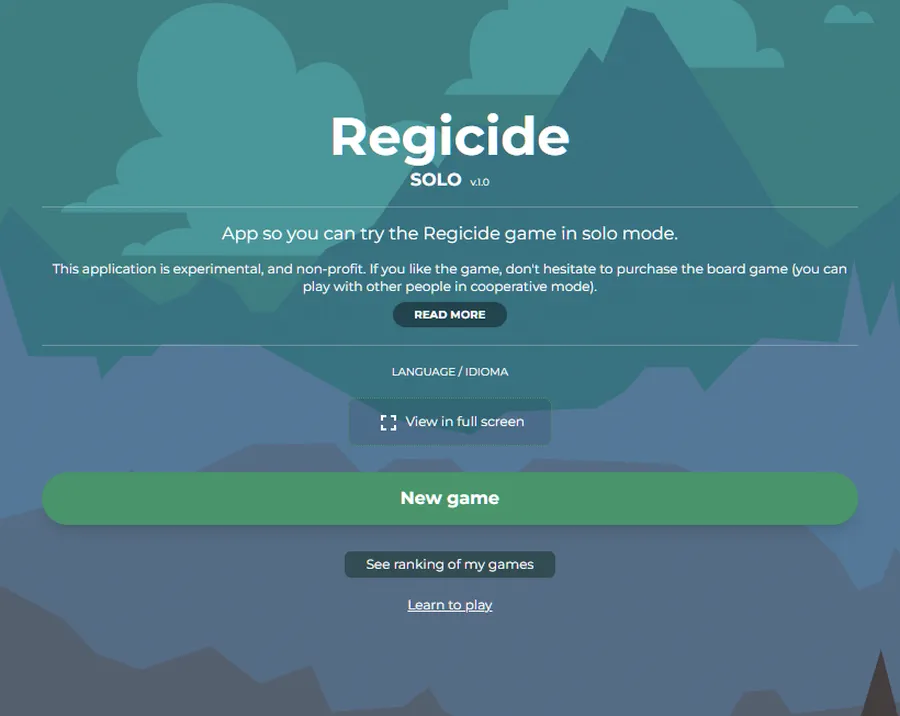 Regicide
SOLO v.1.0
App so you can try the Regicide game in solo mode.
This application is experimental, and non-profit. If you like the game, don't hesitate to purchase the board game (you can
play with other people in cooperative mode).
READ MORE
LANGUAGE / IDIOMA
View in full screen
New game
See ranking of my games
Learn to play